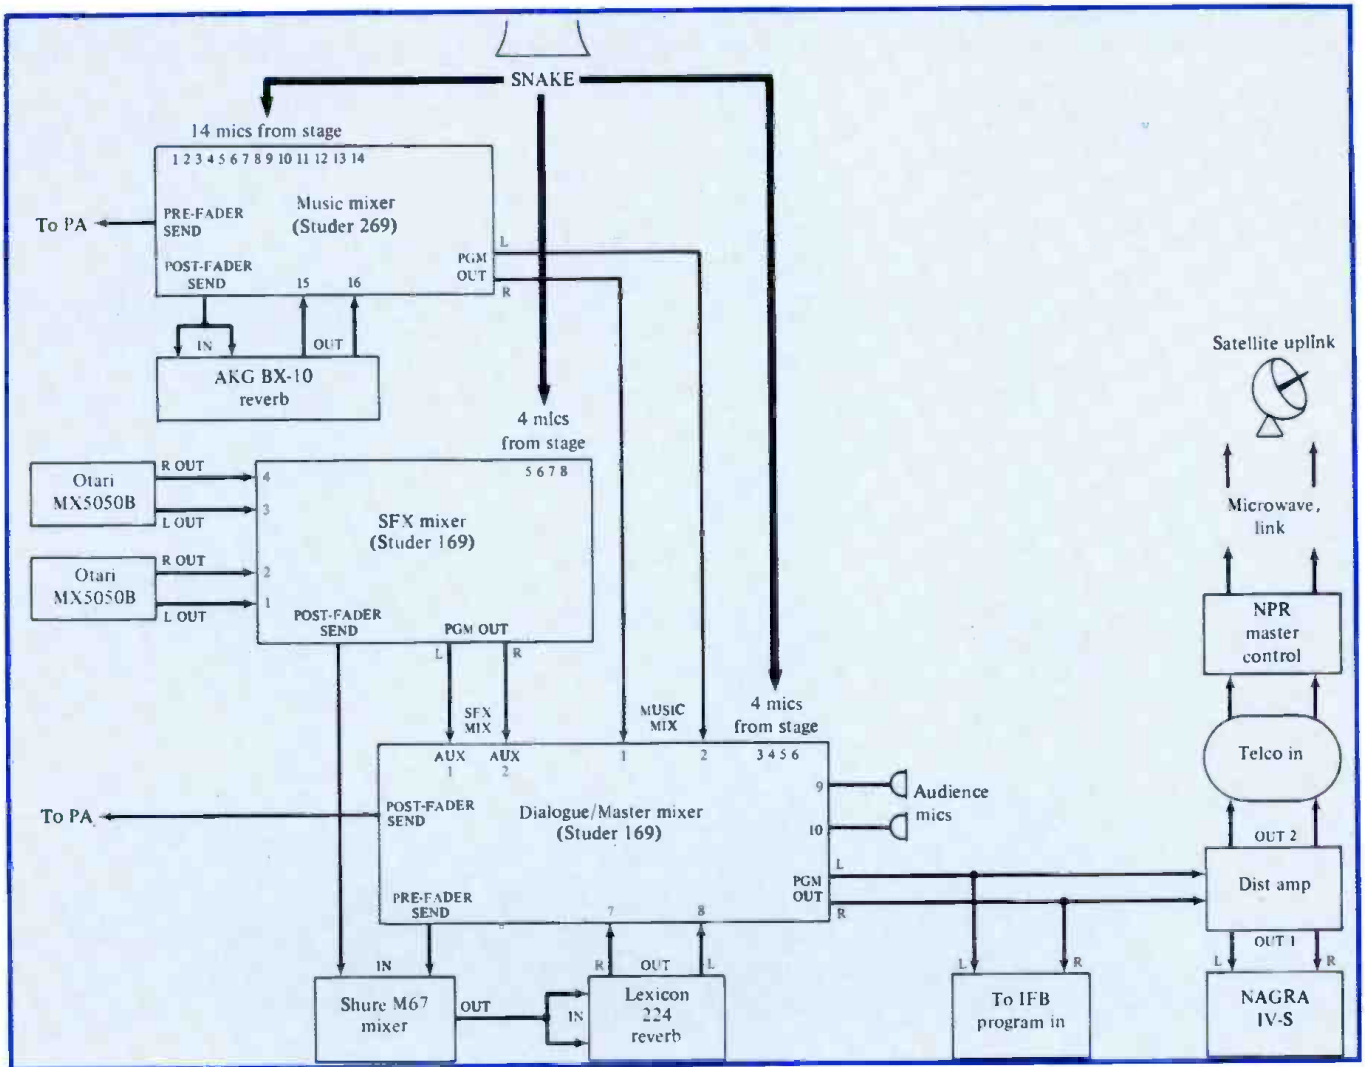 SNAKE
14 mics from stage
1 2 3 4 5 6 7 8 9 10 11 12 13 14
Music mixer
(Studer 269)
To PA
PRE-FADER
SEND
POST-FADER
SEND
15
16
L
PGM
OUT
R
IN
OUT
AKG BX-10
reverb
4 mics
from stage
5 6 7 8
Otari
MX5050B
R OUT
L OUT
4
3
SFX mixer
(Studer 169)
Otari
MX5050B
R OUT
L OUT
2
1
POST-FADER
SEND
PGM OUT
L
R
SFX
MIX
MUSIC
MIX
4 mics
from stage
AUX
1
AUX
2
1
2
3 4 5 6
To PA
POST-FADER
SEND
Dialogue/Master mixer
(Studer 169)
9
10
Audience
mics
PRE-FADER
SEND
7
8
PGM
OUT
L
R
IN
Shure M67
mixer
OUT
IN
R
OUT
L
Lexicon
224
reverb
L
R
To IFB
program in
Satellite uplink
Microwave,
link
NPR
master
control
Telco in
OUT 2
Dist amp
OUT 1
L
R
NAGRA
IV-S